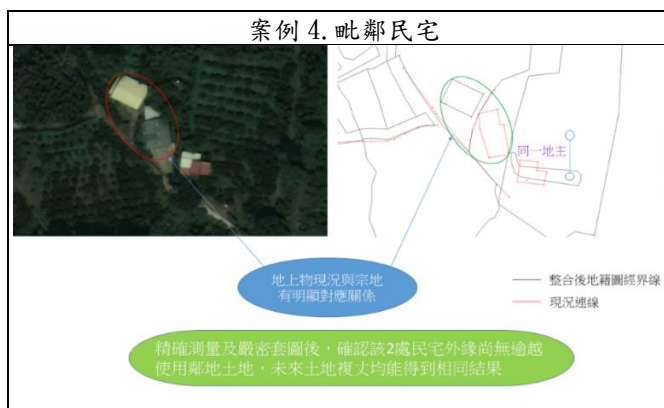 案例 4. 毗鄰民宅
同一地主
地上物現況與宗地
有明顯對應關係
整合後地籍圖經界線
現況連線
精確測量及嚴密套圖後，確認該2處民宅外緣尚無逾越
使用鄰地土地，未來土地複丈均能得到相同結果